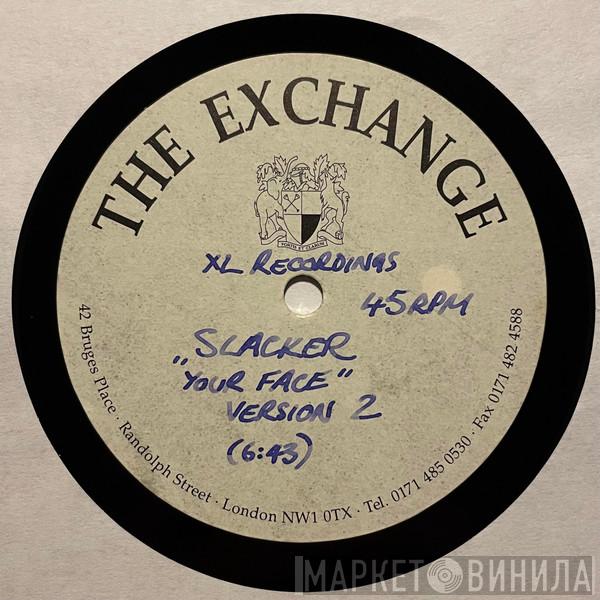 THE EXCHANGE
XL RECORDINGS
45 RPM
„SLACKER
YOUR FACE"
VERSION 2
(6:43)
42 Bruges Place · Randolph Street · London NW1 0TX · Tel. 0171 485 0530 · Fax 0171 482 4588
МАРКЕТ ВИНИЛА